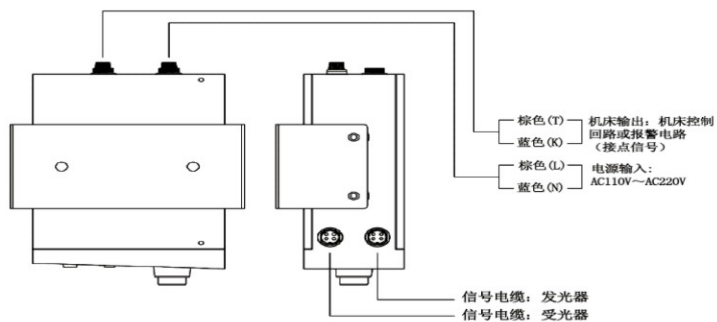 棕色(T)
蓝色(K)
机床输出：机床控制
回路或报警电路
（接点信号）
棕色(L)
蓝色(N)
电源输入:
AC110V～AC220V
信号电缆：发光器
信号电缆：受光器